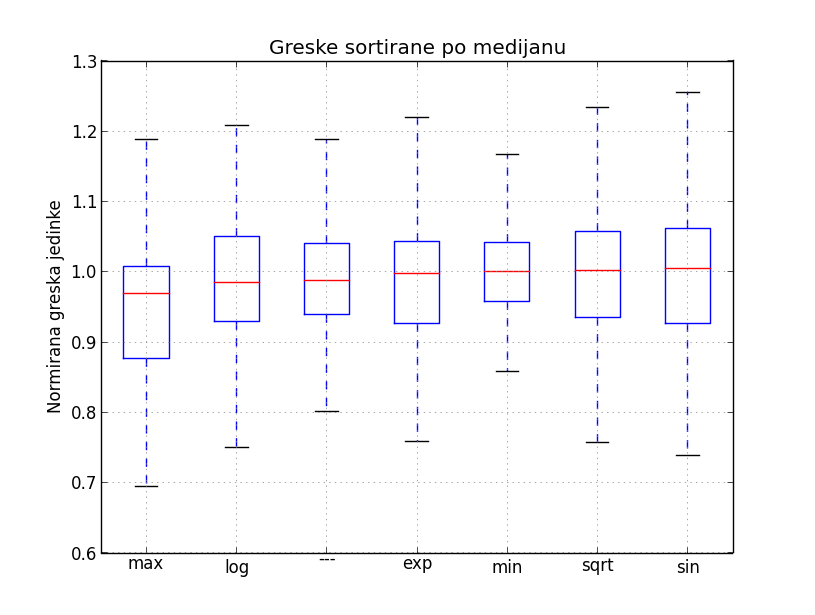 Greske sortirane po medijanu
Normirana greska jedinke
1.3
1.2
1.1
1.0
0.9
0.8
0.7
0.6
max log --- exp min sqrt sin